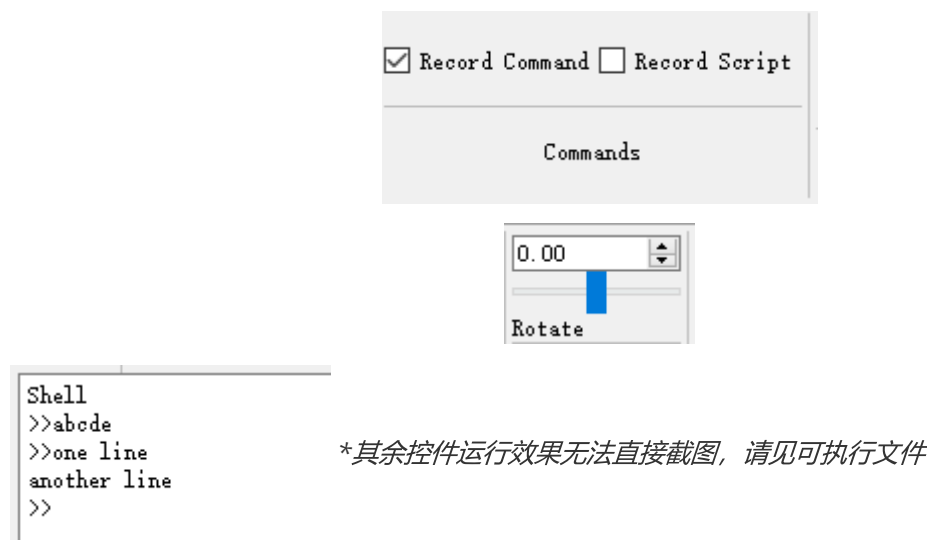 Record Command Record Script
Commands
0.00
Rotate
Shell
>>abcde
>>one line
another line
>>
*其余控件运行效果无法直接截图，请见可执行文件